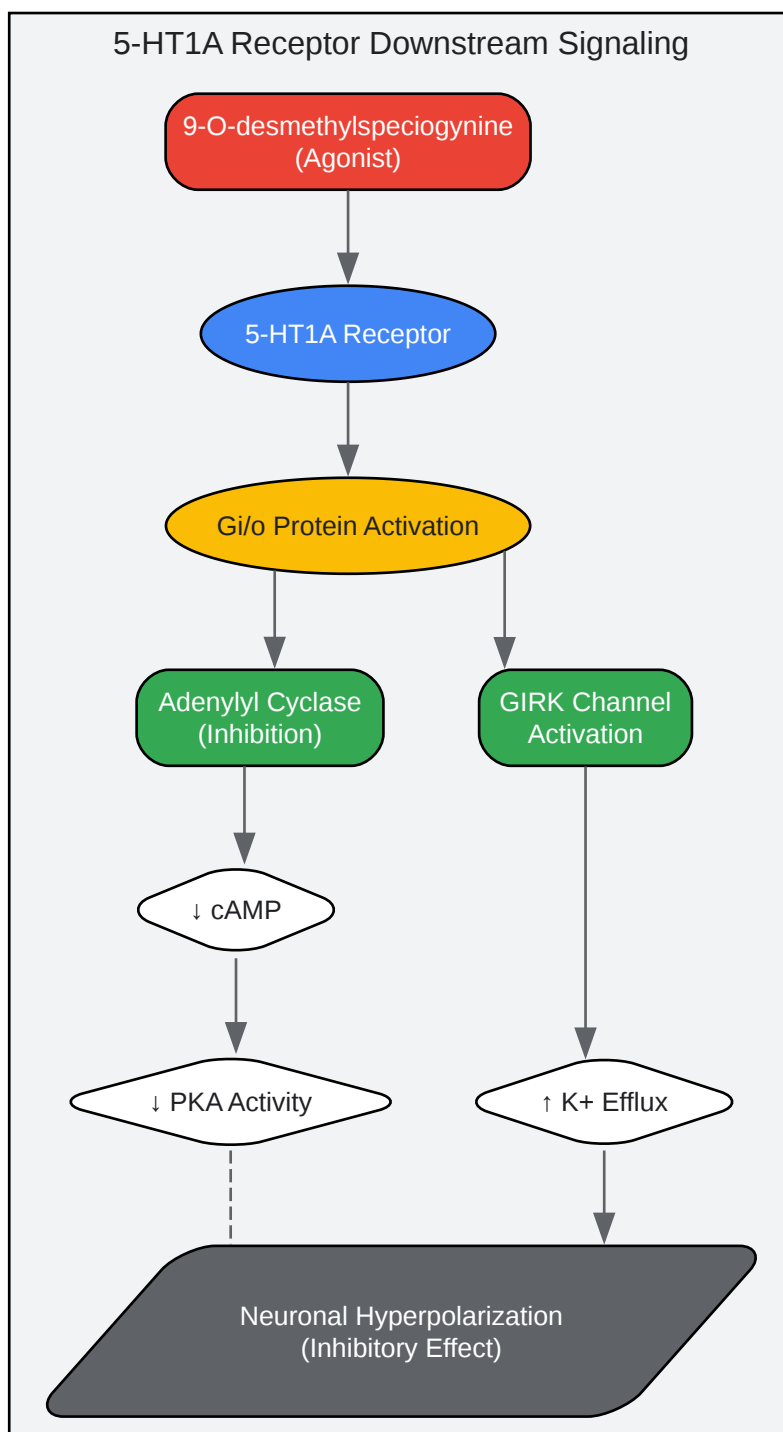 5-HT1A Receptor Downstream Signaling
9-O-desmethylspeciogynine
(Agonist)
5-HT1A Receptor
Gi/o Protein Activation
Adenylyl Cyclase
(Inhibition)
GIRK Channel
Activation
↓ cAMP
↓ PKA Activity
↑ K+ Efflux
Neuronal Hyperpolarization
(Inhibitory Effect)